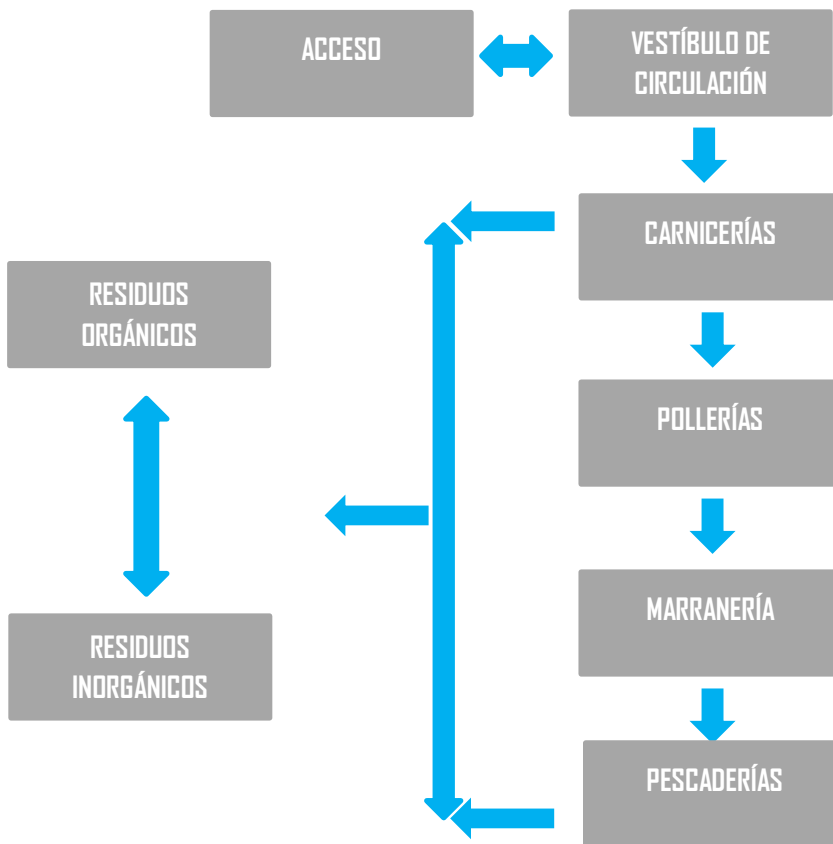 ACCESO
VESTÍBULO DE
CIRCULACIÓN
CARNICERÍAS
RESIDUOS
ORGÁNICOS
POLLERÍAS
MARRANERÍA
RESIDUOS
INORGÁNICOS
PESCADERÍAS